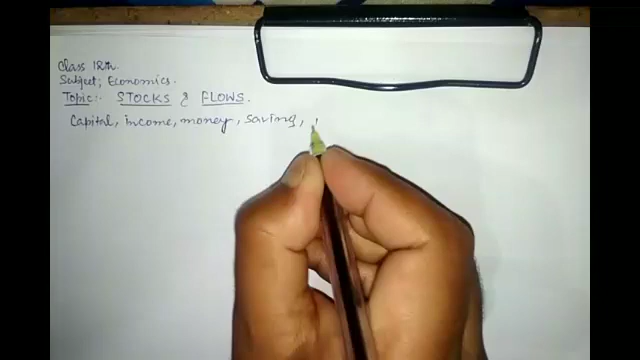 Class 12th.
Subject; Economics.
Topic:- STOCKS & FLOWS.
Capital, income, money, saving,